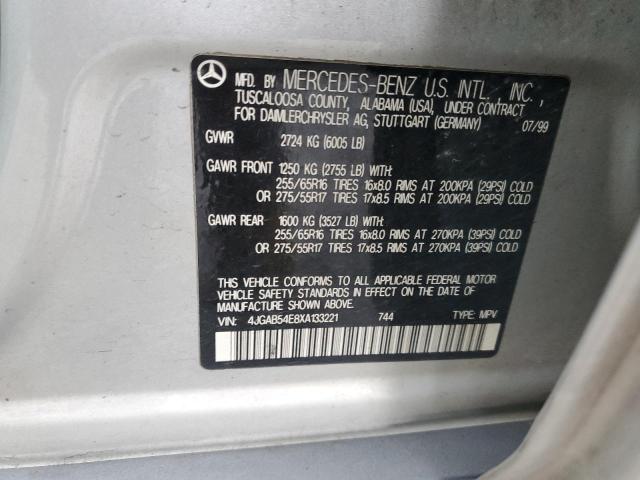 MFD. BY MERCEDES-BENZ U.S. INTL., INC.,
TUSCALOOSA COUNTY, ALABAMA (USA), UNDER CONTRACT
FOR DAIMLERCHRYSLER AG, STUTTGART (GERMANY) 07/99
GVWR 2724 KG (6005 LB)
GAWR FRONT 1250 KG (2755 LB) WITH:
255/65R16 TIRES 16x8.0 RIMS AT 200KPA (29PSI) COLD
OR 275/55R17 TIRES 17x8.5 RIMS AT 200KPA (29PSI) COLD
GAWR REAR 1600 KG (3527 LB) WITH:
255/65R16 TIRES 16x8.0 RIMS AT 270KPA (39PSI) COLD
OR 275/55R17 TIRES 17x8.5 RIMS AT 270KPA (39PSI) COLD
THIS VEHICLE CONFORMS TO ALL APPLICABLE FEDERAL MOTOR
VEHICLE SAFETY STANDARDS IN EFFECT ON THE DATE OF
MANUFACTURE SHOWN ABOVE.
VIN: 4JGAB54E8XA133221 744 TYPE: MPV